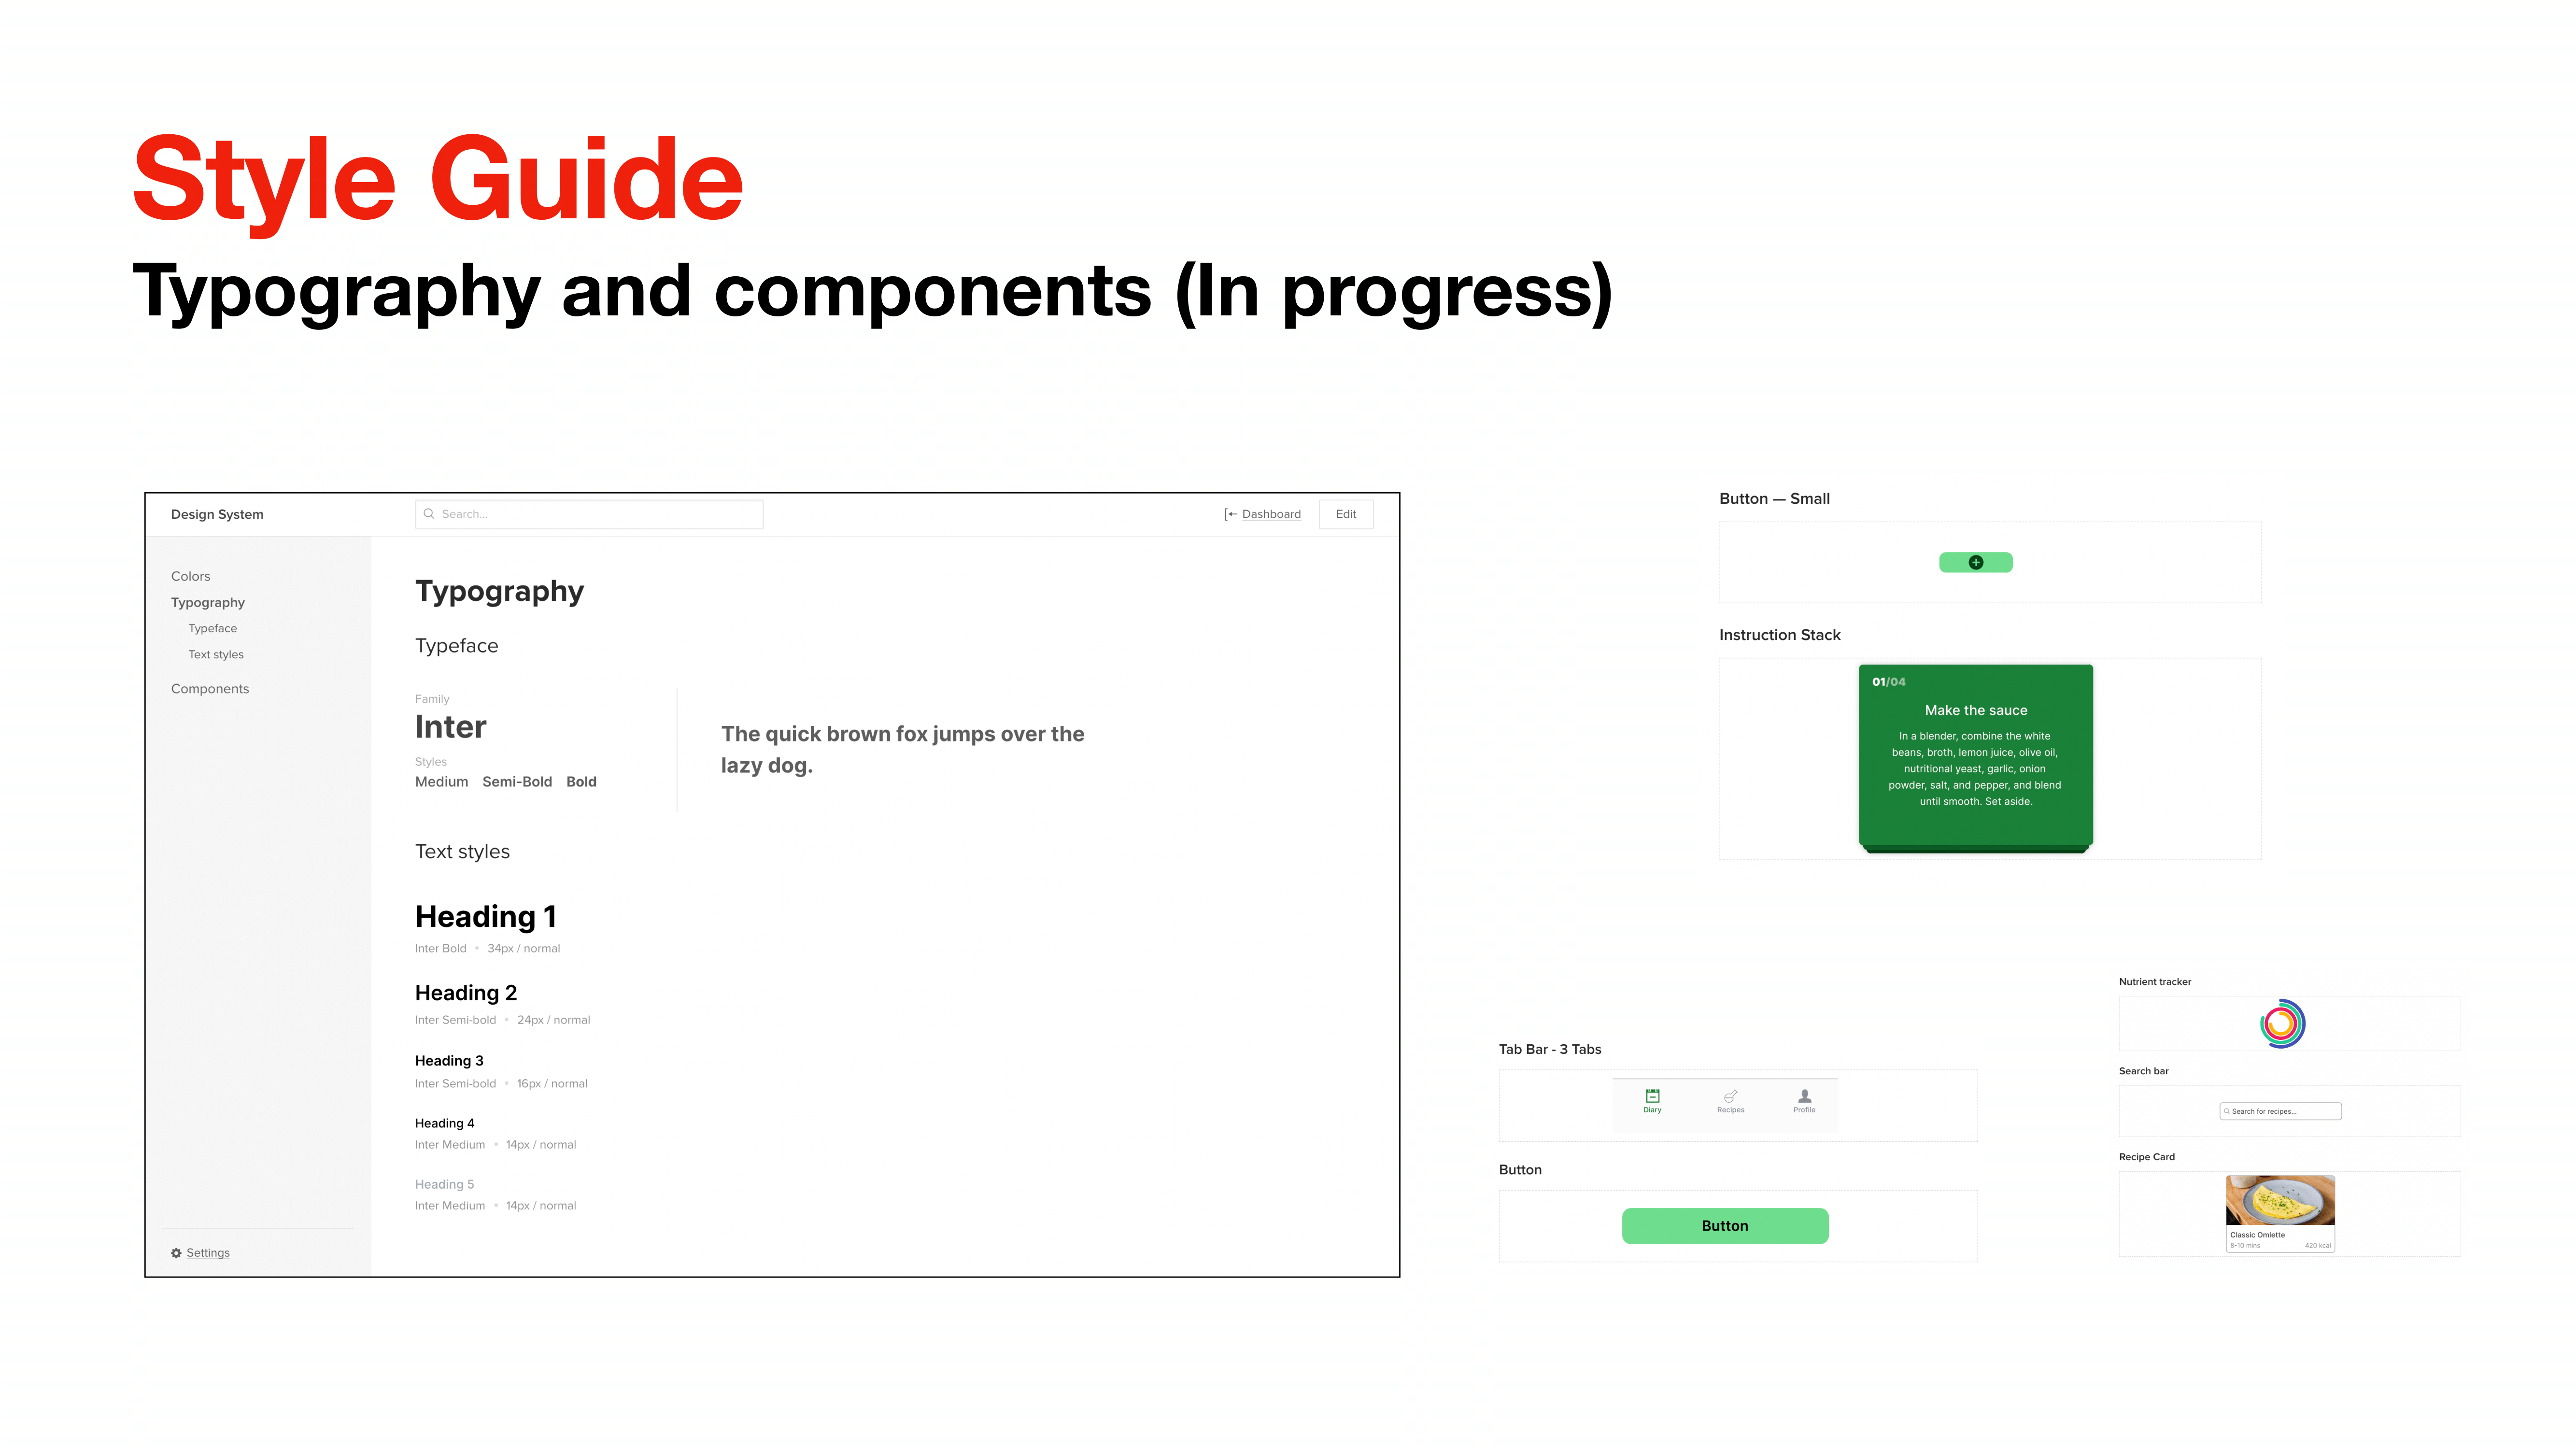 Style Guide
Typography and components (In progress)
Design System
Search...
Dashboard
Edit
Colors
Typography
Typeface
Text styles
Components
Settings
Typography
Typeface
Family
Inter
Styles
Medium Semi-Bold Bold
The quick brown fox jumps over the
lazy dog.
Text styles
Heading 1
Inter Bold • 34px / normal
Heading 2
Inter Semi-bold • 24px / normal
Heading 3
Inter Semi-bold • 16px / normal
Heading 4
Inter Medium • 14px / normal
Heading 5
Inter Medium • 14px / normal
Button — Small
Instruction Stack
01/04
Make the sauce
In a blender, combine the white
beans, broth, lemon juice, olive oil,
nutritional yeast, garlic, onion
powder, salt, and pepper, and blend
until smooth. Set aside.
Tab Bar - 3 Tabs
Diary Recipes Profile
Button
Button
Nutrient tracker
Search bar
Search for recipes...
Recipe Card
Classic Omlette
8-10 mins 420 kcal